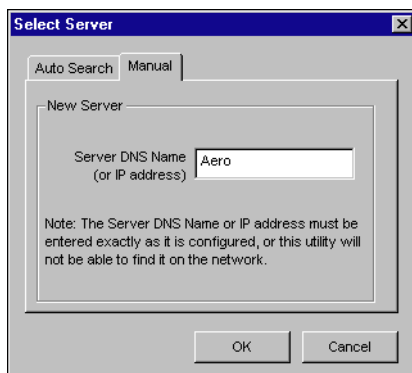 Select Server
Auto Search
Manual
New Server
Server DNS Name
(or IP address)
Aero
Note: The Server DNS Name or IP address must be
entered exactly as it is configured, or this utility will
not be able to find it on the network.
OK
Cancel